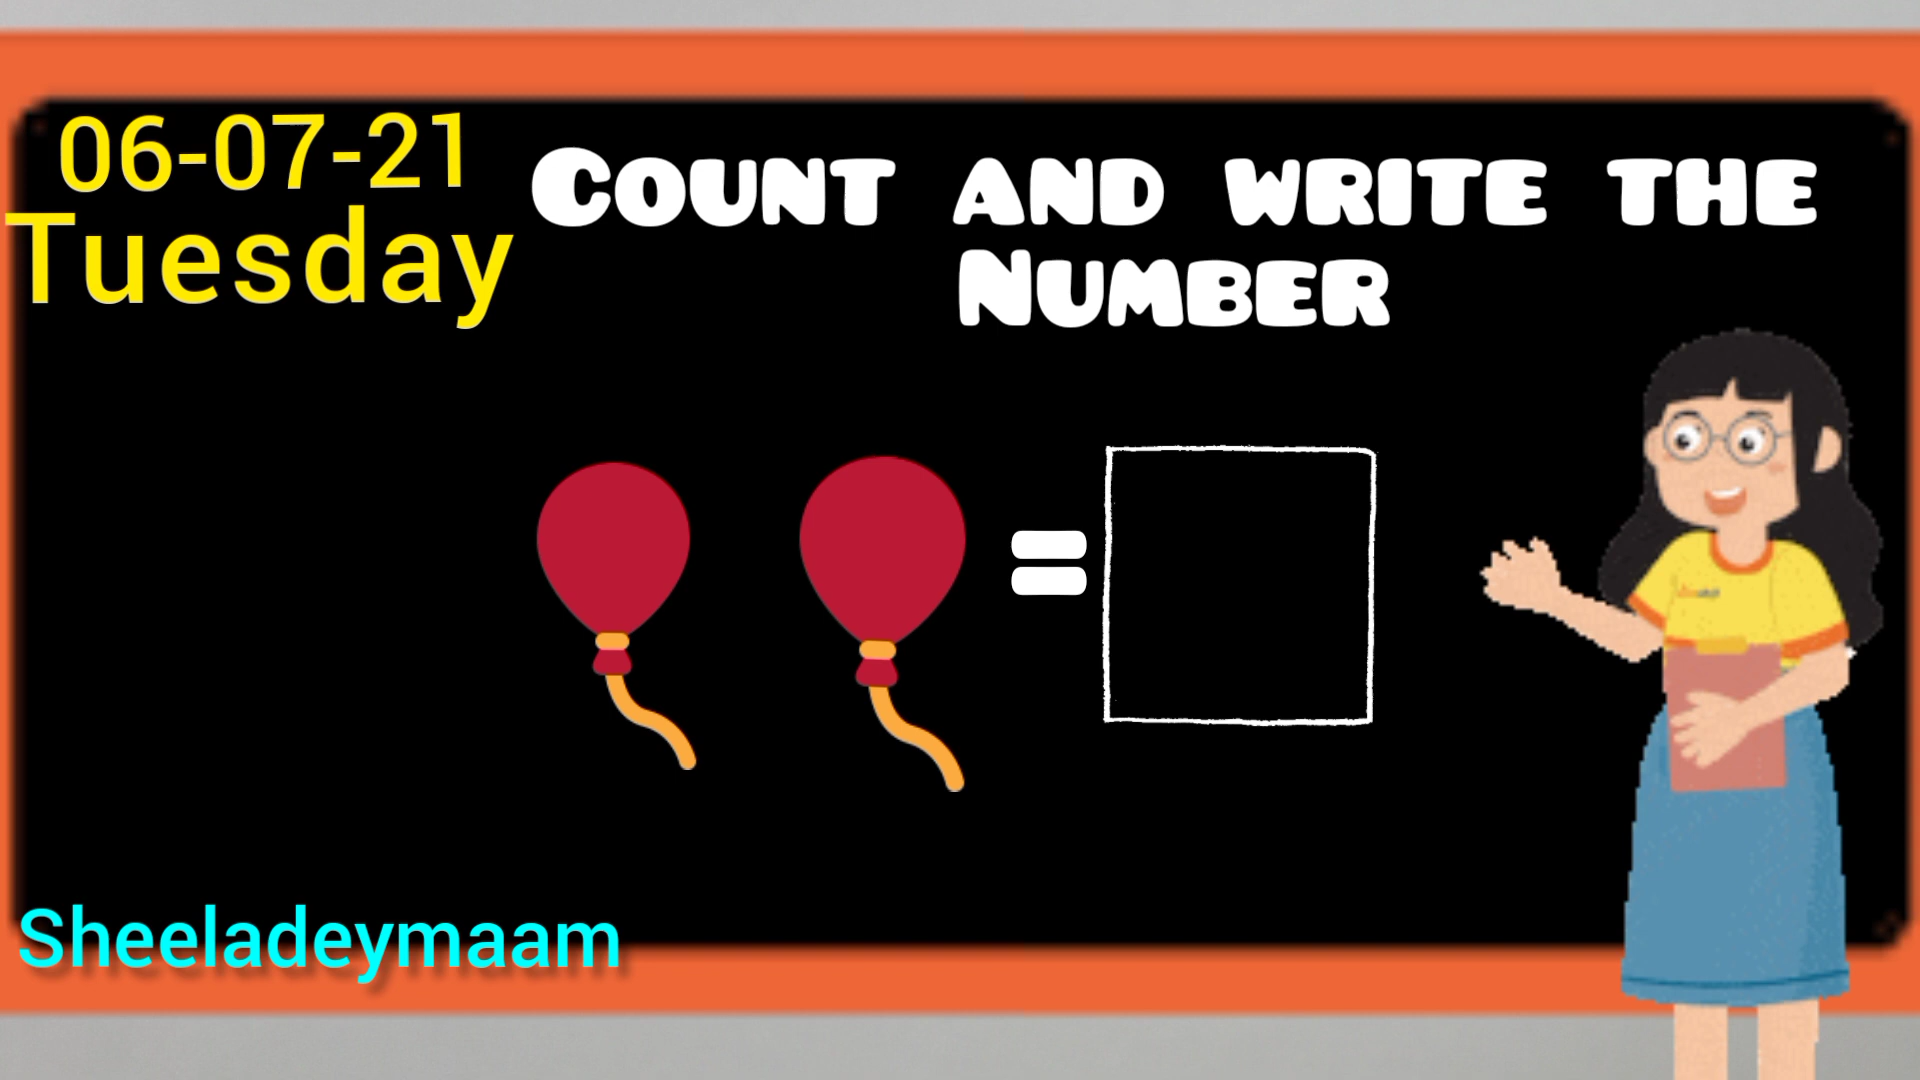 06-07-21
Tuesday
Count and write the
Number
=
Sheeladeymaam